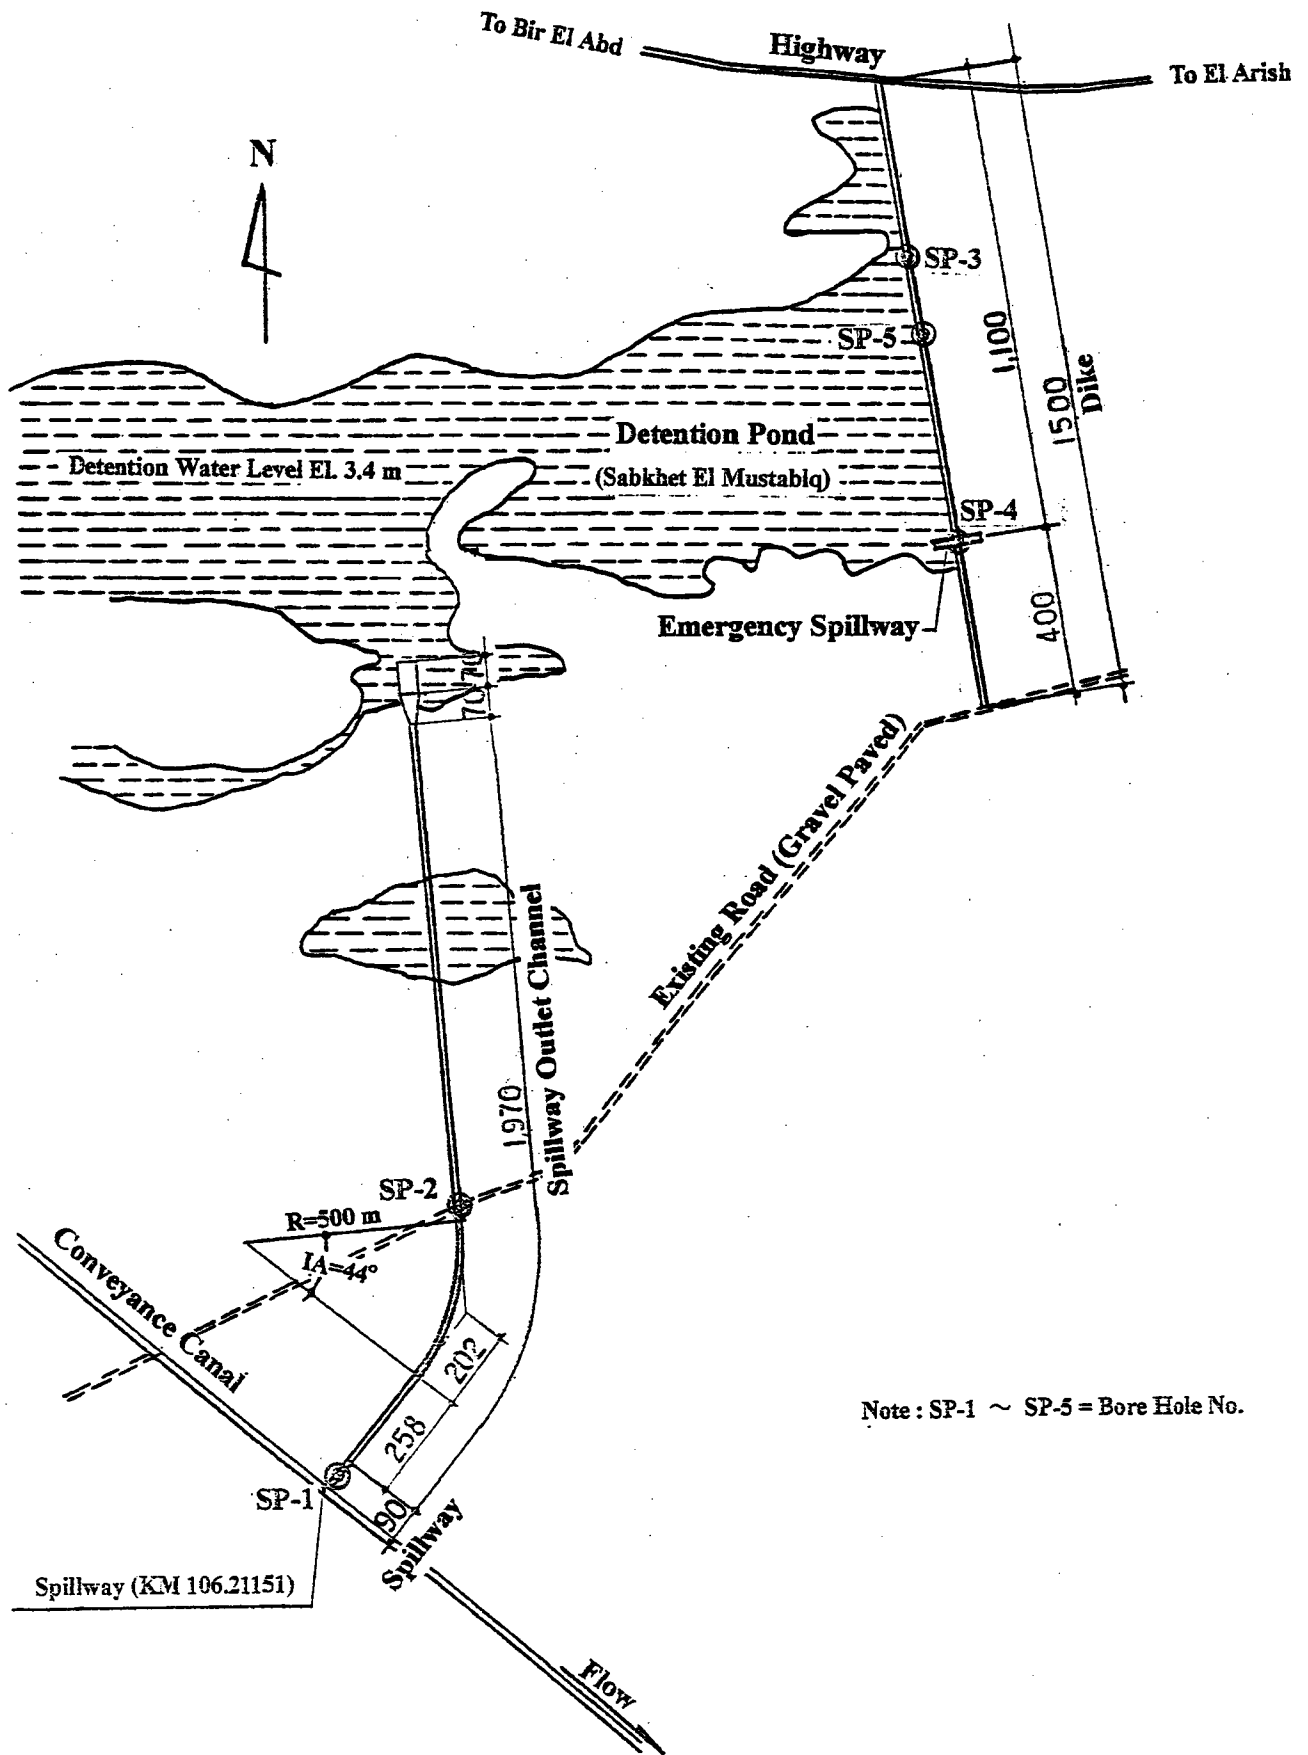 To Bir El Abd
Highway
To El Arish
N
SP-3
SP-5
1,100
1500
Dike
Detention Pond
(Sabkhet El Mustabiq)
Detention Water Level El. 3.4 m
SP-4
Emergency Spillway
400
70
70
Existing Road (Gravel Paved)
Spillway Outlet Channel
1,970
SP-2
R=500 m
IA=44°
Conveyance Canal
202
258
SP-1
90
Spillway
Spillway (KM 106.21151)
Flow
Note : SP-1 ～ SP-5 = Bore Hole No.